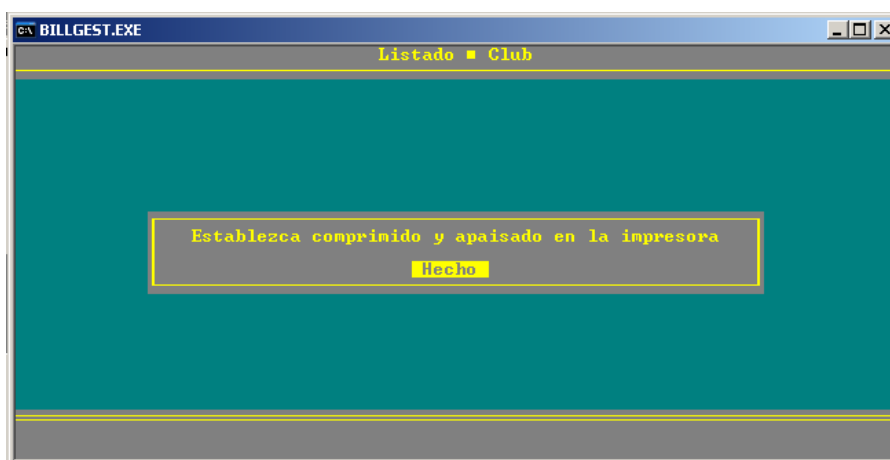 BILLGEST.EXE
Listado ■ Club
Establezca comprimido y apaisado en la impresora
Hecho